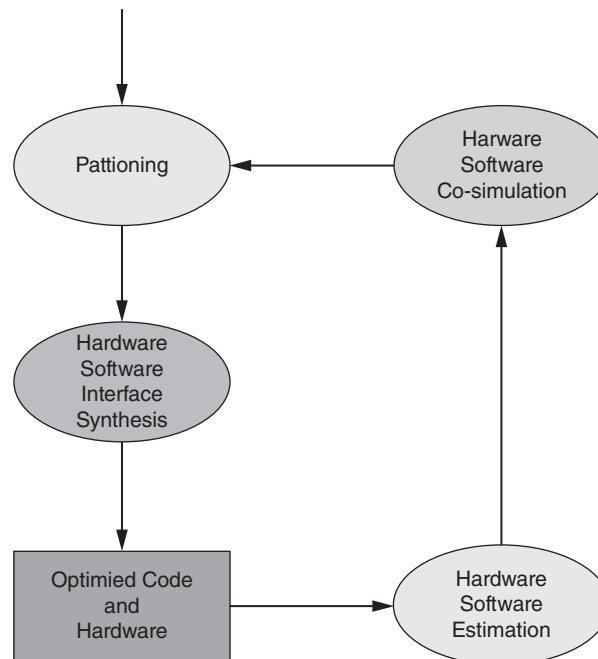 Pattioning
Harware
Software
Co-simulation
Hardware
Software
Interface
Synthesis
Optimied Code
and
Hardware
Hardware
Software
Estimation